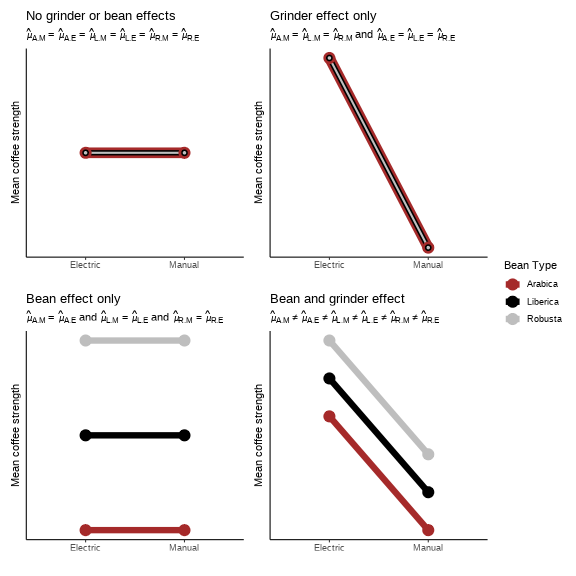 No grinder or bean effects
μ̂A.M = μ̂A.E = μ̂L.M = μ̂L.E = μ̂R.M = μ̂R.E
Mean coffee strength
Electric Manual
Grinder effect only
μ̂A.M = μ̂L.M = μ̂R.M and μ̂A.E = μ̂L.E = μ̂R.E
Mean coffee strength
Electric Manual
Bean effect only
μ̂A.M = μ̂A.E and μ̂L.M = μ̂L.E and μ̂R.M = μ̂R.E
Mean coffee strength
Electric Manual
Bean and grinder effect
μ̂A.M ≠ μ̂A.E ≠ μ̂L.M ≠ μ̂L.E ≠ μ̂R.M ≠ μ̂R.E
Mean coffee strength
Electric Manual
Bean Type
Arabica
Liberica
Robusta